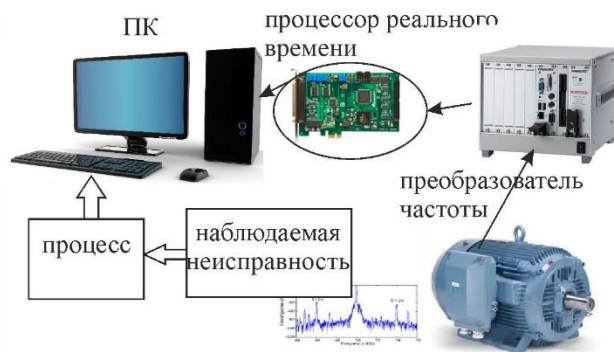 ПК
процессор реального
времени
преобразователь
частоты
процесс
наблюдаемая
неисправность